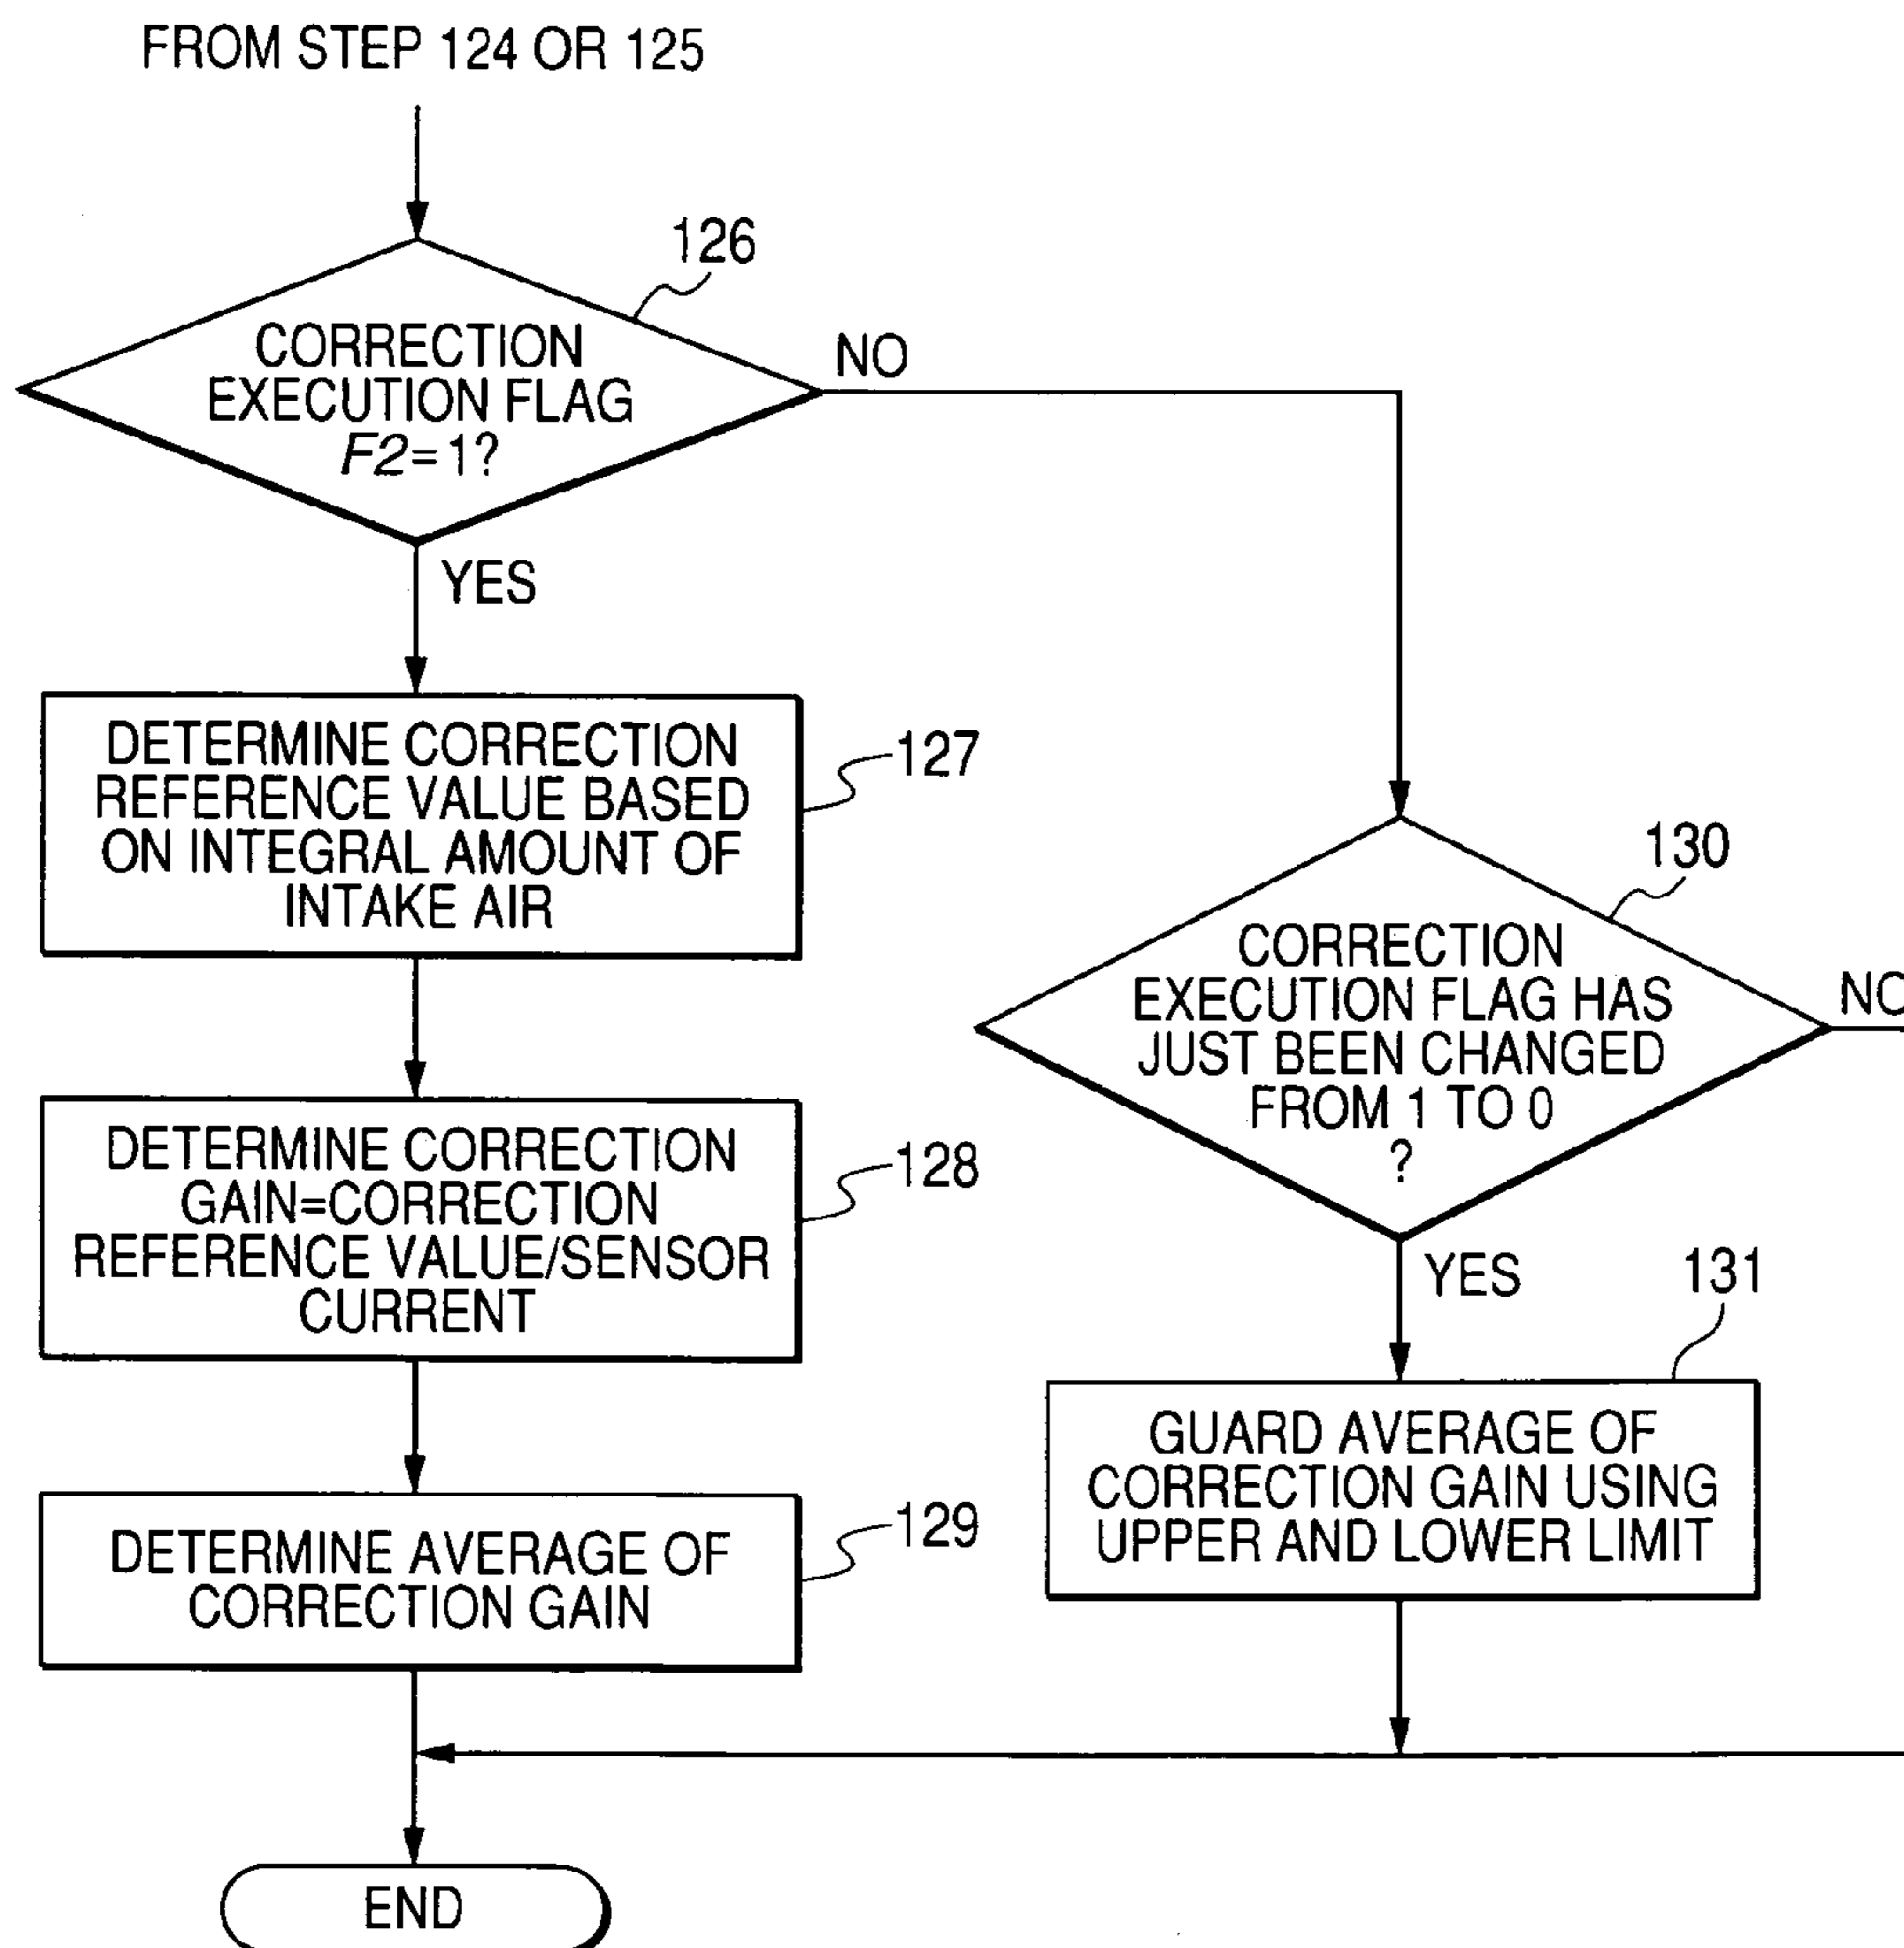 FROM STEP 124 OR 125
126
CORRECTION
EXECUTION FLAG
F2=1?
NO
YES
DETERMINE CORRECTION
REFERENCE VALUE BASED
ON INTEGRAL AMOUNT OF
INTAKE AIR
127
DETERMINE CORRECTION
GAIN=CORRECTION
REFERENCE VALUE/SENSOR
CURRENT
128
DETERMINE AVERAGE OF
CORRECTION GAIN
129
130
CORRECTION
EXECUTION FLAG HAS
JUST BEEN CHANGED
FROM 1 TO 0
?
NO
YES
131
GUARD AVERAGE OF
CORRECTION GAIN USING
UPPER AND LOWER LIMIT
END